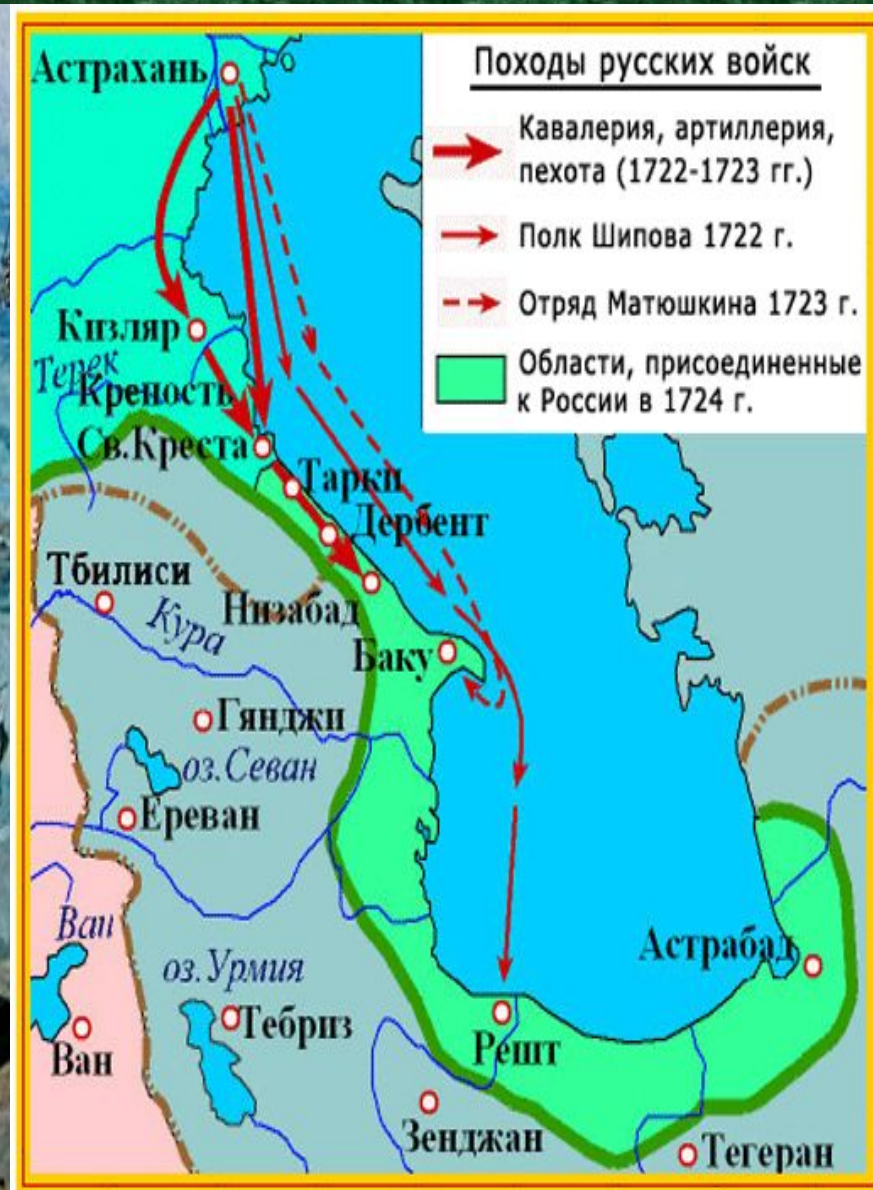 Походы русских войск
Кавалерия, артиллерия,
пехота (1722-1723 гг.)
Полк Шипова 1722 г.
Отряд Матюшкина 1723 г.
Области, присоединенные
к России в 1724 г.
Астрахань
Кизляр
Терек
Крепость
Св.Креста
Тарки
Дербент
Тбилиси
Низабад
Кура
Баку
Гянджи
оз.Севан
Ереван
Ван
оз.Урмия
Астрабад
Тебриз
Решт
Ван
Зенджан
Тегеран